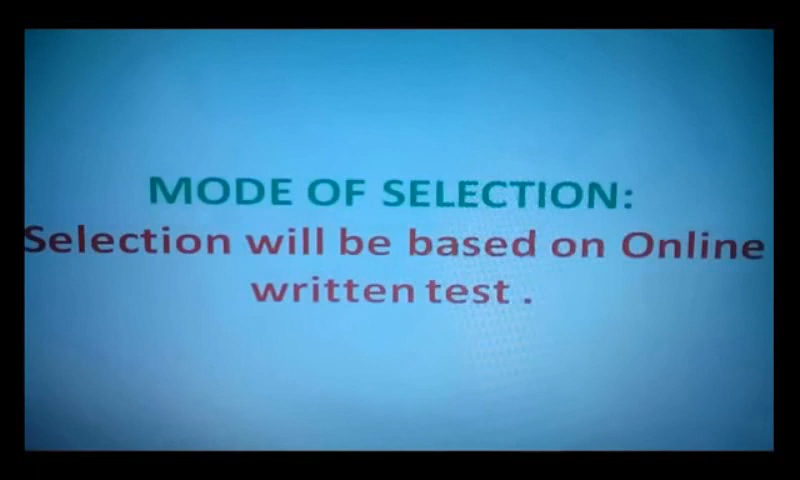 MODE OF SELECTION:
Selection will be based on Online
written test .